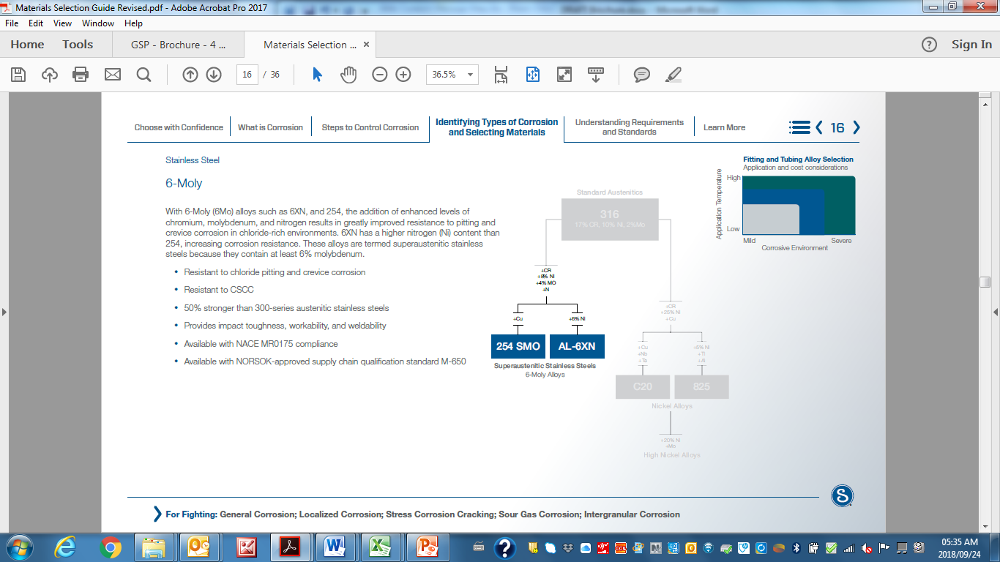 Materials Selection Guide Revised.pdf - Adobe Acrobat Pro 2017
File Edit View Window Help
Home Tools GSP - Brochure - 4 ... Materials Selection ... × ? Sign In
16 / 36 36.5%
Choose with Confidence What is Corrosion Steps to Control Corrosion Identifying Types of Corrosion
and Selecting Materials Understanding Requirements
and Standards Learn More 16
Stainless Steel
6-Moly
With 6-Moly (6Mo) alloys such as 6XN, and 254, the addition of enhanced levels of
chromium, molybdenum, and nitrogen results in greatly improved resistance to pitting and
crevice corrosion in chloride-rich environments. 6XN has a higher nitrogen (Ni) content than
254, increasing corrosion resistance. These alloys are termed superaustenitic stainless
steels because they contain at least 6% molybdenum.
• Resistant to chloride pitting and crevice corrosion
• Resistant to CSCC
• 50% stronger than 300-series austenitic stainless steels
• Provides impact toughness, workability, and weldability
• Available with NACE MR0175 compliance
• Available with NORSOK-approved supply chain qualification standard M-650
Standard Austenitics
316
17% CR, 10% Ni, 2%Mo
+CR
+8% Ni
+4% MO
+N
+Cu
+6% Ni
254 SMO
AL-6XN
Superaustenitic Stainless Steels
6-Moly Alloys
+CR
+25% Ni
+Cu
+Cu
+Nb
+Ta
+5% Ni
+Ti
+Al
C20
825
Nickel Alloys
+20% Ni
+Mo
High Nickel Alloys
Fitting and Tubing Alloy Selection
Application and cost considerations
Application Temperature
High
Low
Mild Severe
Corrosive Environment
S
For Fighting: General Corrosion; Localized Corrosion; Stress Corrosion Cracking; Sour Gas Corrosion; Intergranular Corrosion
05:35 AM
2018/09/24